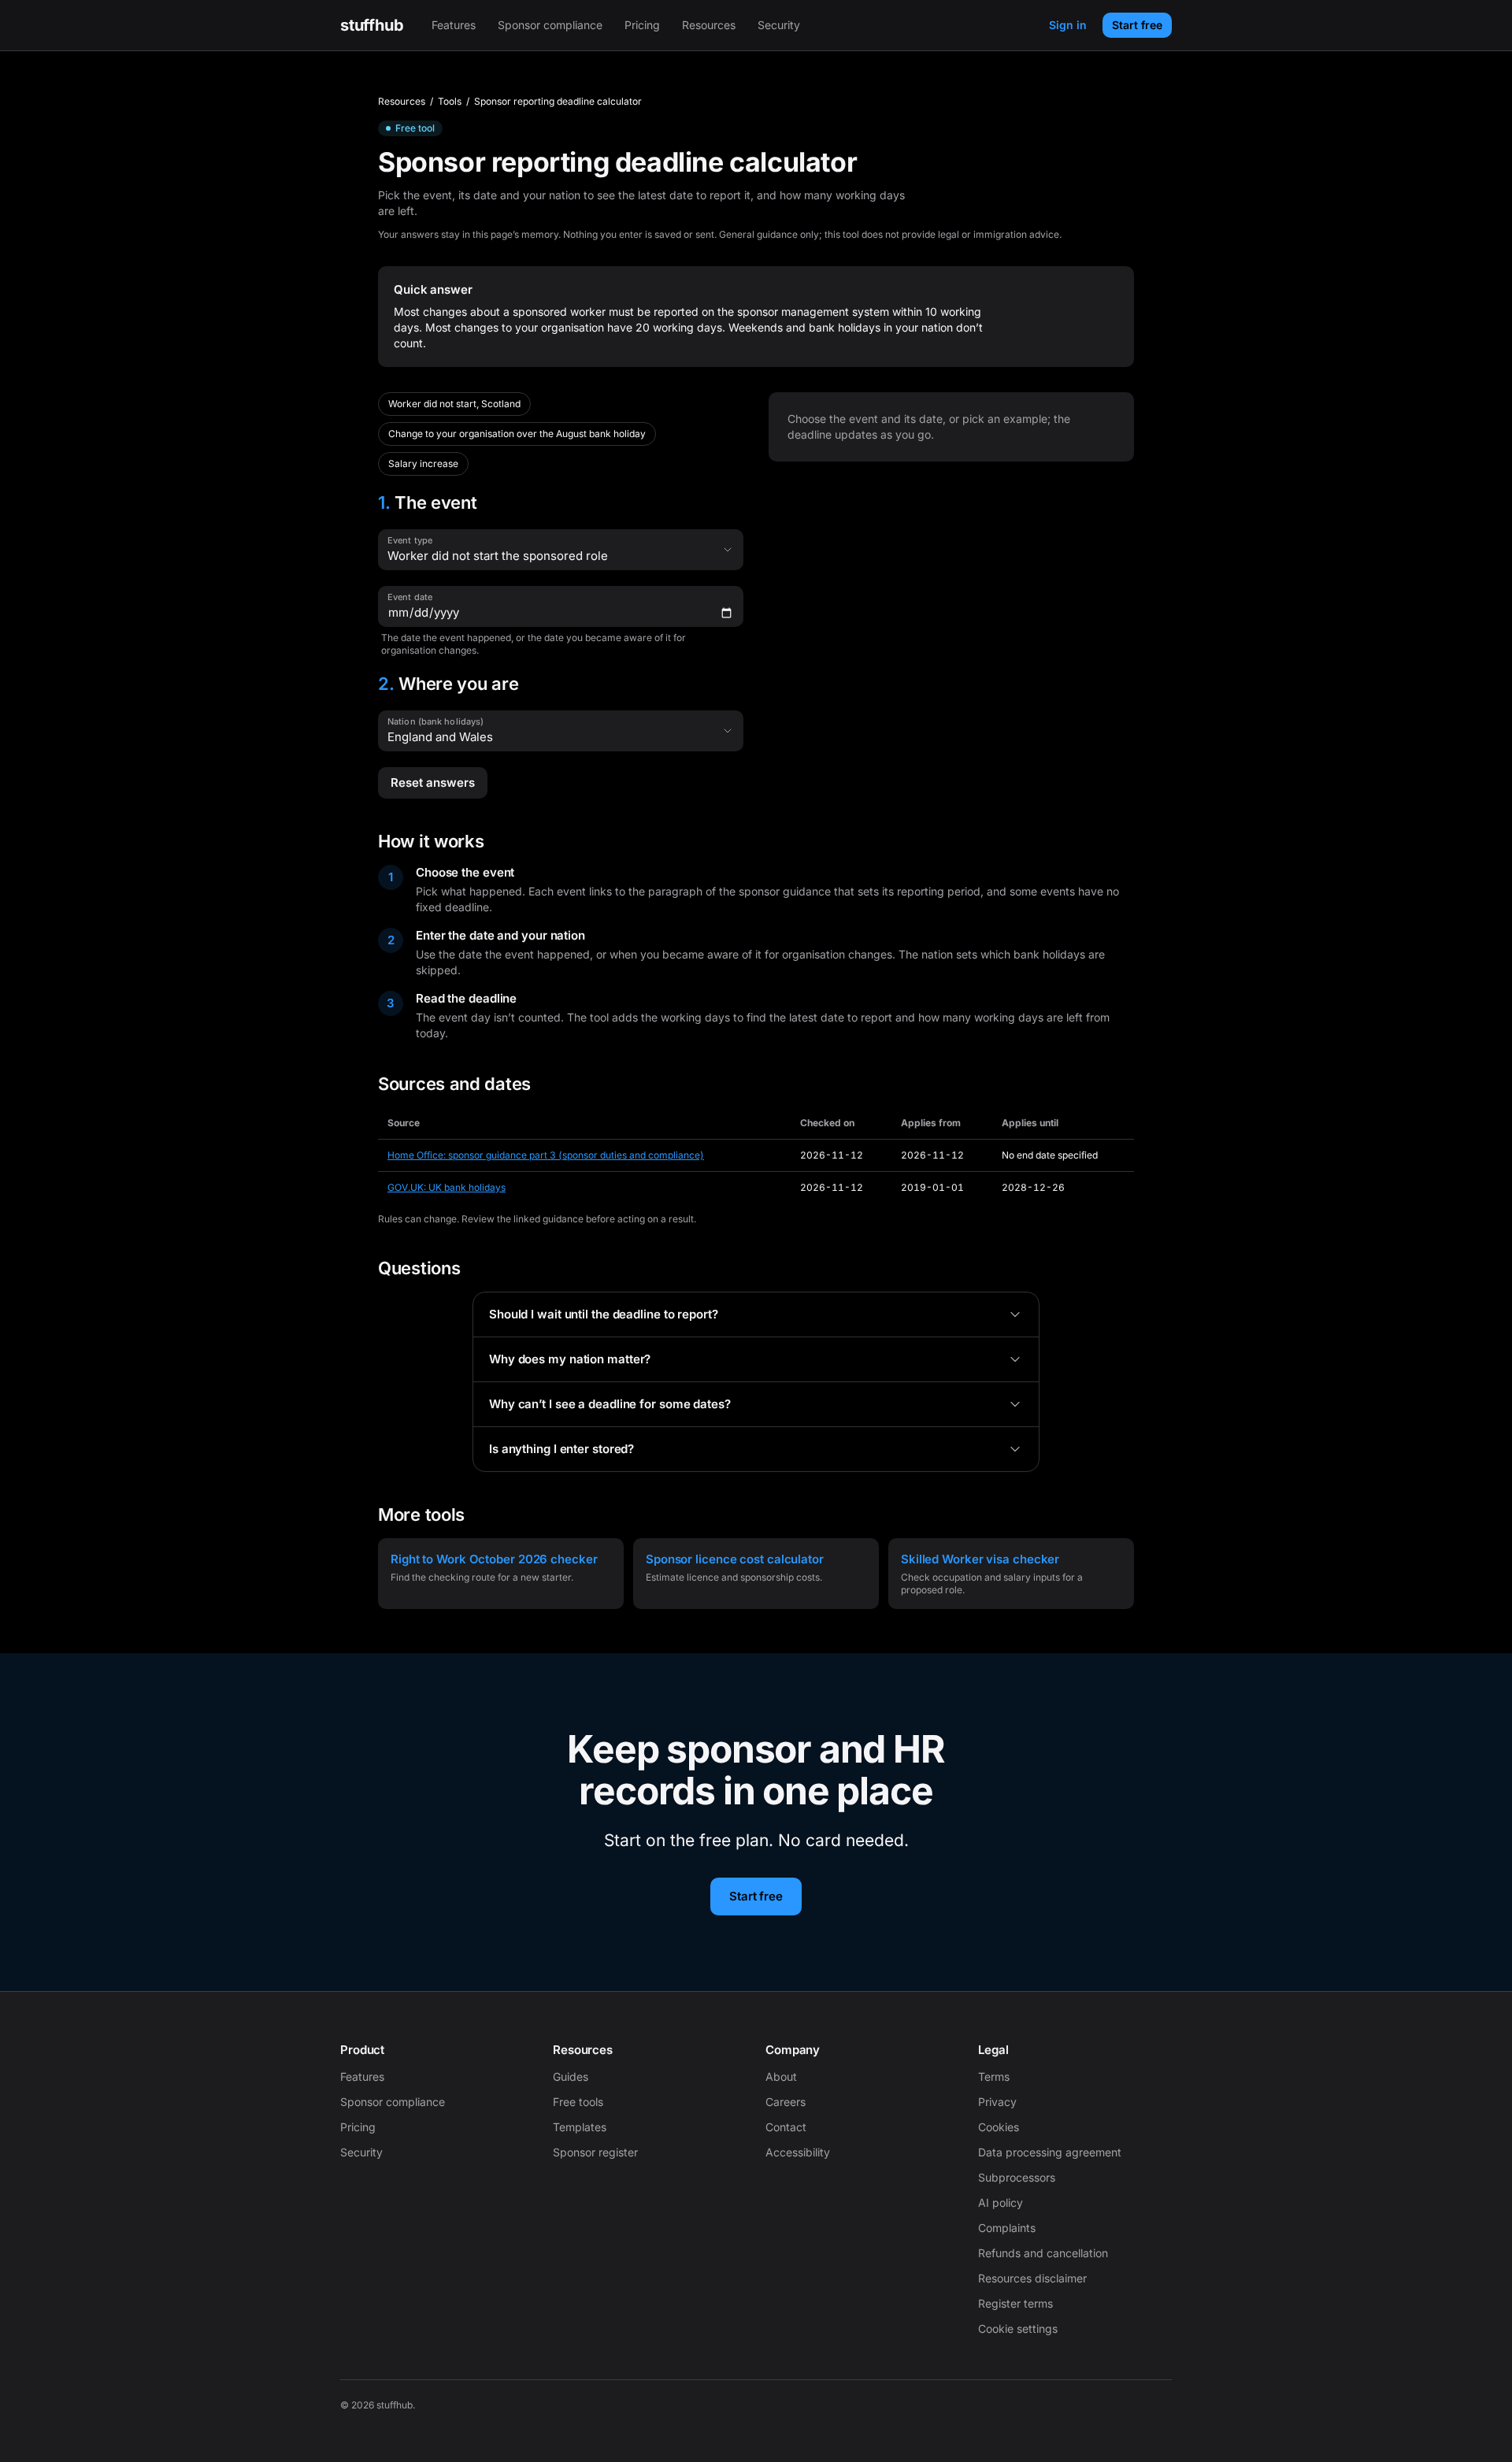 stuffhub Features Sponsor compliance Pricing Resources Security Sign in Start free
Resources / Tools / Sponsor reporting deadline calculator
Free tool
Sponsor reporting deadline calculator
Pick the event, its date and your nation to see the latest date to report it, and how many working days
are left.
Your answers stay in this page’s memory. Nothing you enter is saved or sent. General guidance only; this tool does not provide legal or immigration advice.
Quick answer
Most changes about a sponsored worker must be reported on the sponsor management system within 10 working
days. Most changes to your organisation have 20 working days. Weekends and bank holidays in your nation don’t
count.
Worker did not start, Scotland
Change to your organisation over the August bank holiday
Salary increase
Choose the event and its date, or pick an example; the
deadline updates as you go.
1. The event
Event type
Worker did not start the sponsored role
Event date
mm/dd/yyyy
The date the event happened, or the date you became aware of it for
organisation changes.
2. Where you are
Nation (bank holidays)
England and Wales
Reset answers
How it works
1
Choose the event
Pick what happened. Each event links to the paragraph of the sponsor guidance that sets its reporting period, and some events have no
fixed deadline.
2
Enter the date and your nation
Use the date the event happened, or when you became aware of it for organisation changes. The nation sets which bank holidays are
skipped.
3
Read the deadline
The event day isn’t counted. The tool adds the working days to find the latest date to report and how many working days are left from
today.
Sources and dates
Source Checked on Applies from Applies until
Home Office: sponsor guidance part 3 (sponsor duties and compliance) 2026-11-12 2026-11-12 No end date specified
GOV.UK: UK bank holidays 2026-11-12 2019-01-01 2028-12-26
Rules can change. Review the linked guidance before acting on a result.
Questions
Should I wait until the deadline to report?
Why does my nation matter?
Why can’t I see a deadline for some dates?
Is anything I enter stored?
More tools
Right to Work October 2026 checker
Find the checking route for a new starter.
Sponsor licence cost calculator
Estimate licence and sponsorship costs.
Skilled Worker visa checker
Check occupation and salary inputs for a
proposed role.
Keep sponsor and HR
records in one place
Start on the free plan. No card needed.
Start free
Product
Features
Sponsor compliance
Pricing
Security
Resources
Guides
Free tools
Templates
Sponsor register
Company
About
Careers
Contact
Accessibility
Legal
Terms
Privacy
Cookies
Data processing agreement
Subprocessors
AI policy
Complaints
Refunds and cancellation
Resources disclaimer
Register terms
Cookie settings
© 2026 stuffhub.